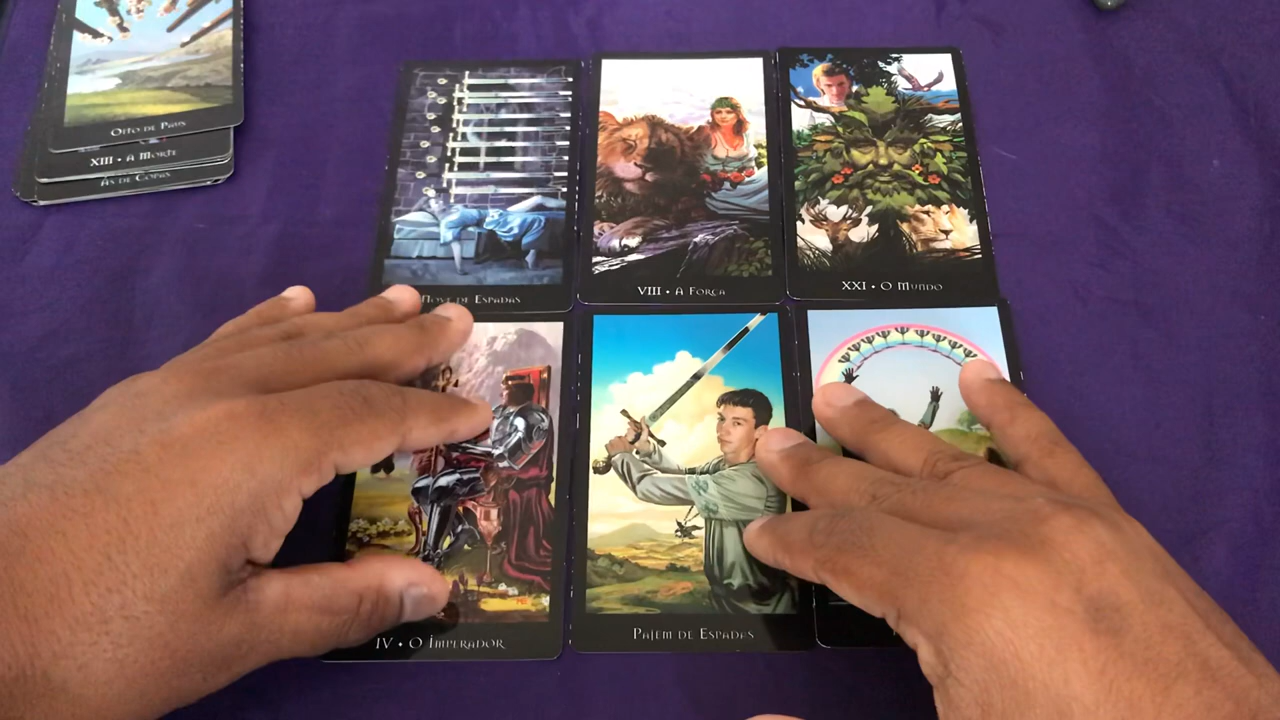 Oito de Paus
XIII • A Morte
Ás de Copas
Nove de Espadas
VIII • A Força
XXI • O Mundo
IV • O Imperador
Pajem de Espadas